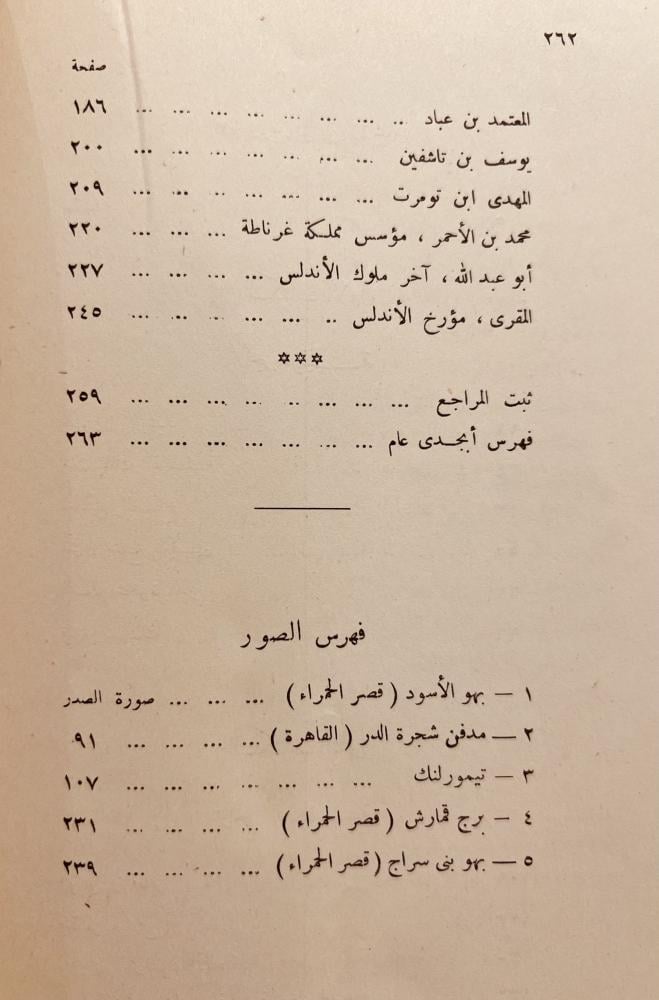 ٢٦٢
صفحة
المعتمد بن عباد .. ... ... ... ... ... ... ... ١٨٦
يوسف بن تاشفين ... ... ... ... ... ... ... ٢٠٠
المهدى ابن تومرت ... ... ... ... ... ... ... ٢٠٩
محمد بن الأحمر ، مؤسس مملكة غرناطة ... ... ... ٢٢٠
أبو عبد الله ، آخر ملوك الأندلس ... ... ... ... ٢٢٧
المقرى ، مؤرخ الأندلس .. ... ... ... ... ... ٢٤٥
✡✡✡
ثبت المراجع ... ... ... ... ... ... ... ... ٢٥٩
فهرس أبجدى عام ... ... ... ... ... ... ... ٢٦٣
فهرس الصور
١ — بهو الأسود ( قصر الحمراء ) ... ... ... صورة الصدر
٢ — مدفن شجرة الدر ( القاهرة ) ... ... ... ... ٩١
٣ — تيمورلنك ... ... ... ... ... ... ... ١٠٧
٤ — برج قمارش ( قصر الحمراء ) ... ... ... ... ٢٣١
٥ — بهو بنى سراج ( قصر الحمراء ) ... ... ... ... ٢٣٩